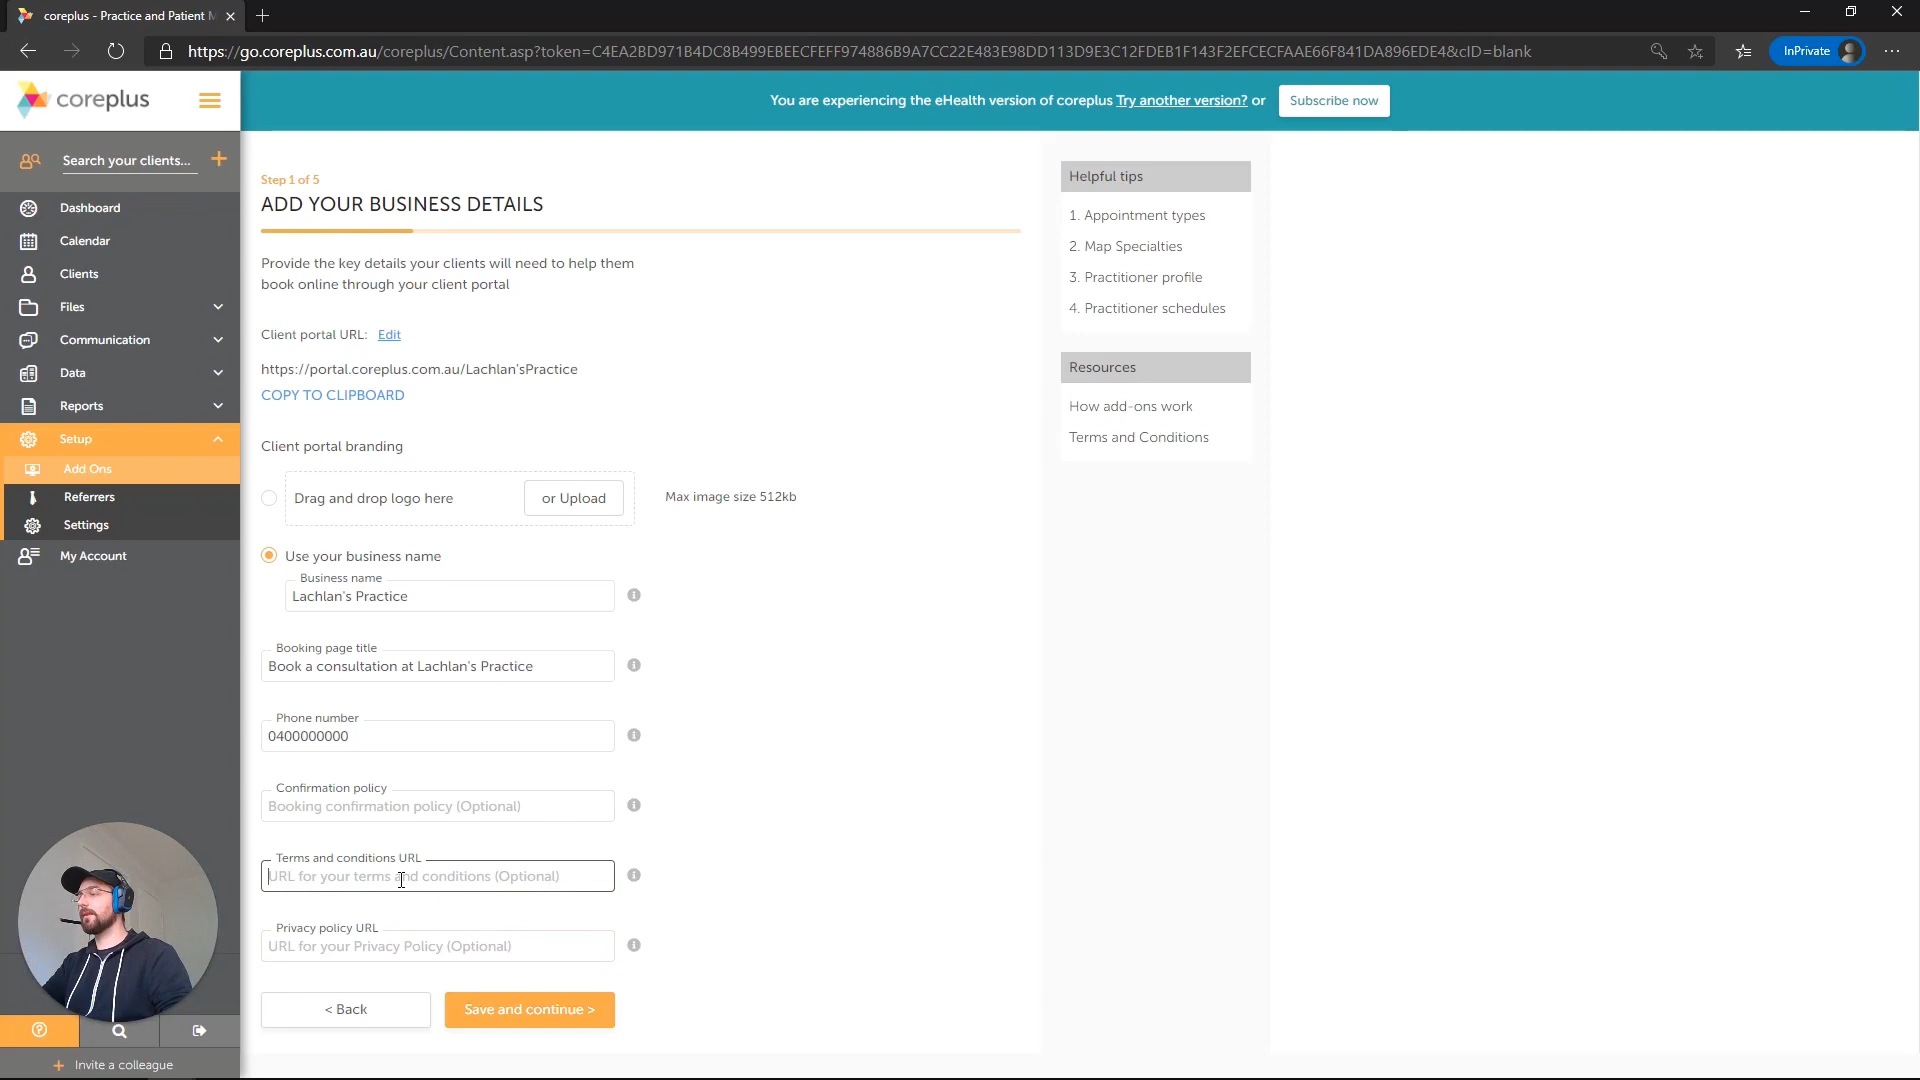 coreplus - Practice and Patient M
https://go.coreplus.com.au/coreplus/Content.asp?token=C4EA2BD971B4DC8B499EBEECFEFF974886B9A7CC22E483E98DD113D9E3C12FDEB1F143F2EFCECFAAE66F841DA896EDE4&cID=blank
InPrivate
coreplus
You are experiencing the eHealth version of coreplus Try another version? or
Subscribe now
Search your clients...
Dashboard
Calendar
Clients
Files
Communication
Data
Reports
Setup
Add Ons
Referrers
Settings
My Account
Invite a colleague
Step 1 of 5
ADD YOUR BUSINESS DETAILS
Provide the key details your clients will need to help them
book online through your client portal
Client portal URL: Edit
https://portal.coreplus.com.au/Lachlan'sPractice
COPY TO CLIPBOARD
Client portal branding
Drag and drop logo here
or Upload
Max image size 512kb
Use your business name
Business name
Lachlan's Practice
Booking page title
Book a consultation at Lachlan's Practice
Phone number
0400000000
Confirmation policy
Booking confirmation policy (Optional)
Terms and conditions URL
URL for your terms and conditions (Optional)
Privacy policy URL
URL for your Privacy Policy (Optional)
< Back
Save and continue >
Helpful tips
1. Appointment types
2. Map Specialties
3. Practitioner profile
4. Practitioner schedules
Resources
How add-ons work
Terms and Conditions